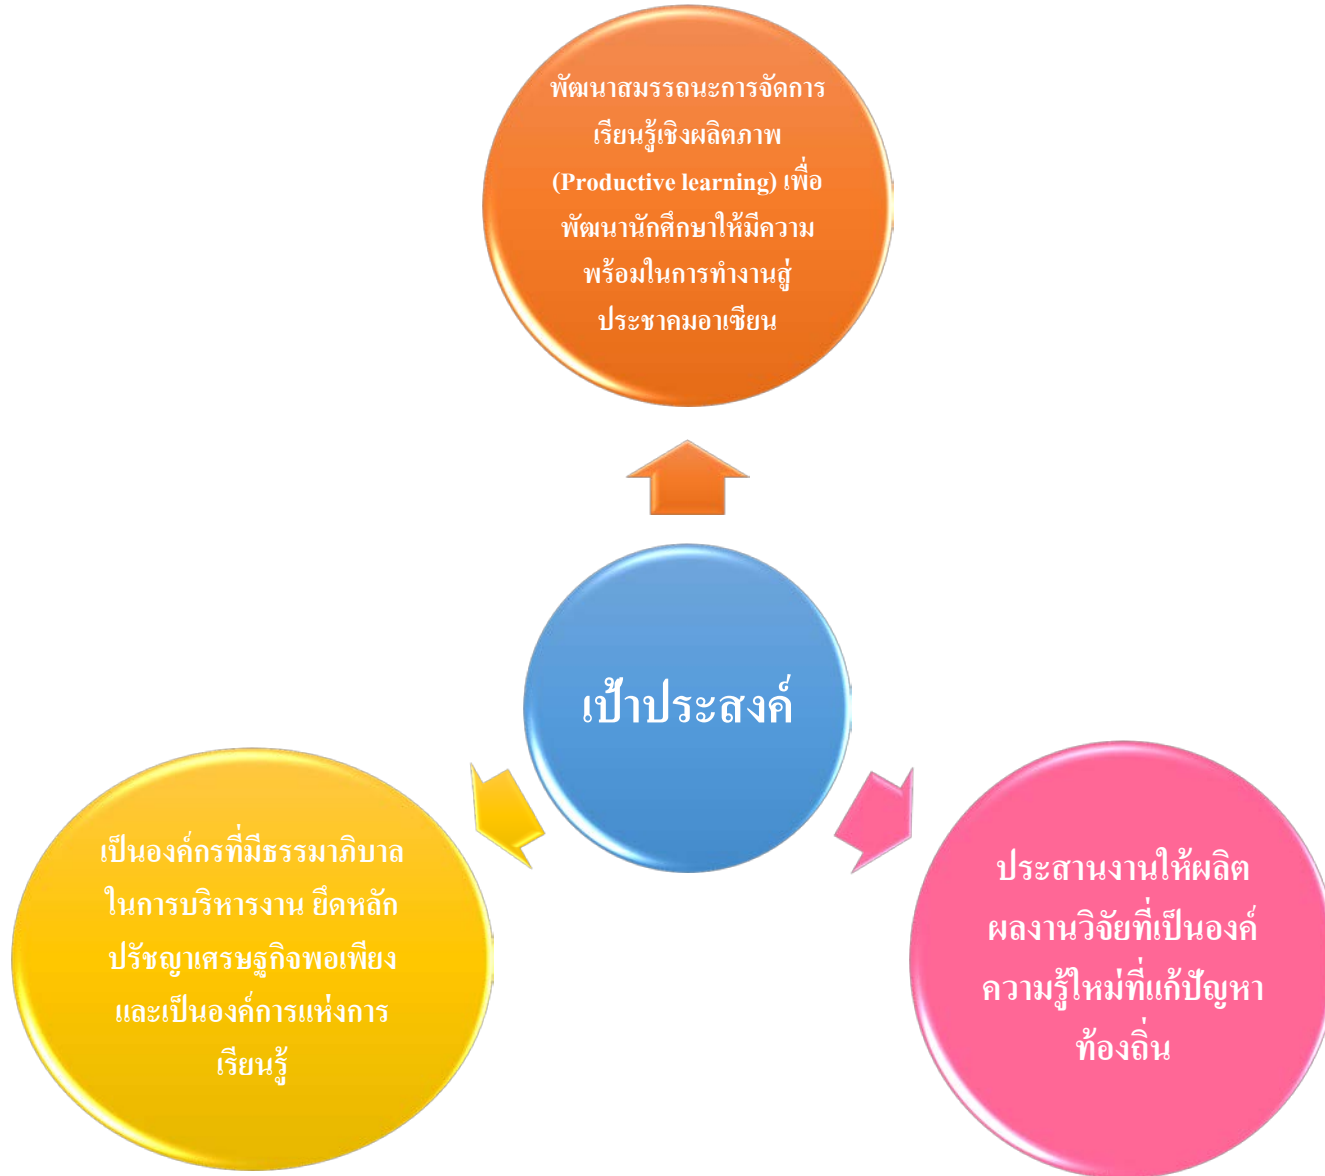 พัฒนาสมรรถนะการจัดการ
เรียนรู้เชิงผลิตภาพ
(Productive learning) เพื่อ
พัฒนานักศึกษาให้มีความ
พร้อมในการทำงานสู่
ประชาคมอาเซียน
เป้าประสงค์
เป็นองค์กรที่มีธรรมาภิบาล
ในการบริหารงาน ยึดหลัก
ปรัชญาเศรษฐกิจพอเพียง
และเป็นองค์การแห่งการ
เรียนรู้
ประสานงานให้ผลิต
ผลงานวิจัยที่เป็นองค์
ความรู้ใหม่ที่แก้ปัญหา
ท้องถิ่น